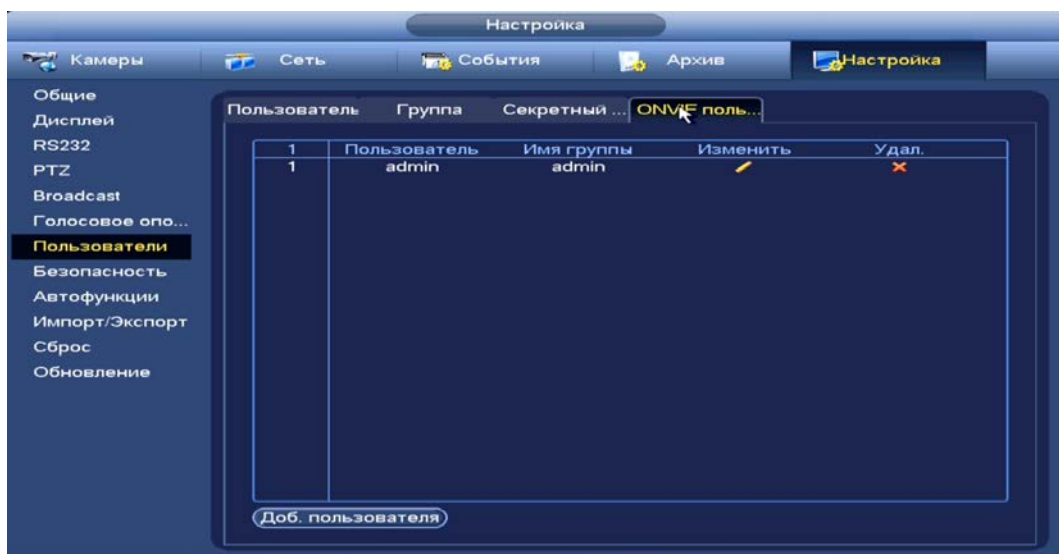 Настройка
Камеры Сеть События Архив Настройка
Общие
Дисплей
RS232
PTZ
Broadcast
Голосовое опо...
Пользователи
Безопасность
Автофункции
Импорт/Экспорт
Сброс
Обновление
Пользователь Группа Секретный ... ONVIF поль...
1 Пользователь Имя группы Изменить Удал.
1 admin admin
Доб. пользователя